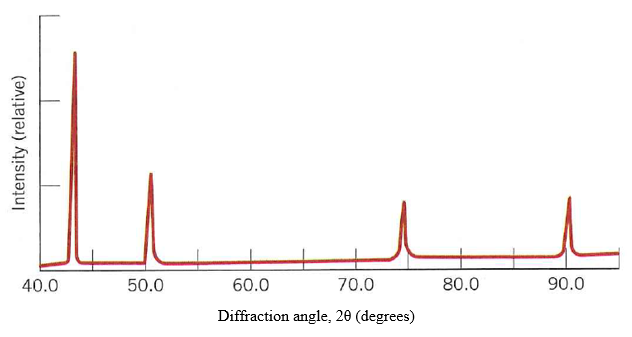 Intensity (relative)
40.0 50.0 60.0 70.0 80.0 90.0
Diffraction angle, 2θ (degrees)